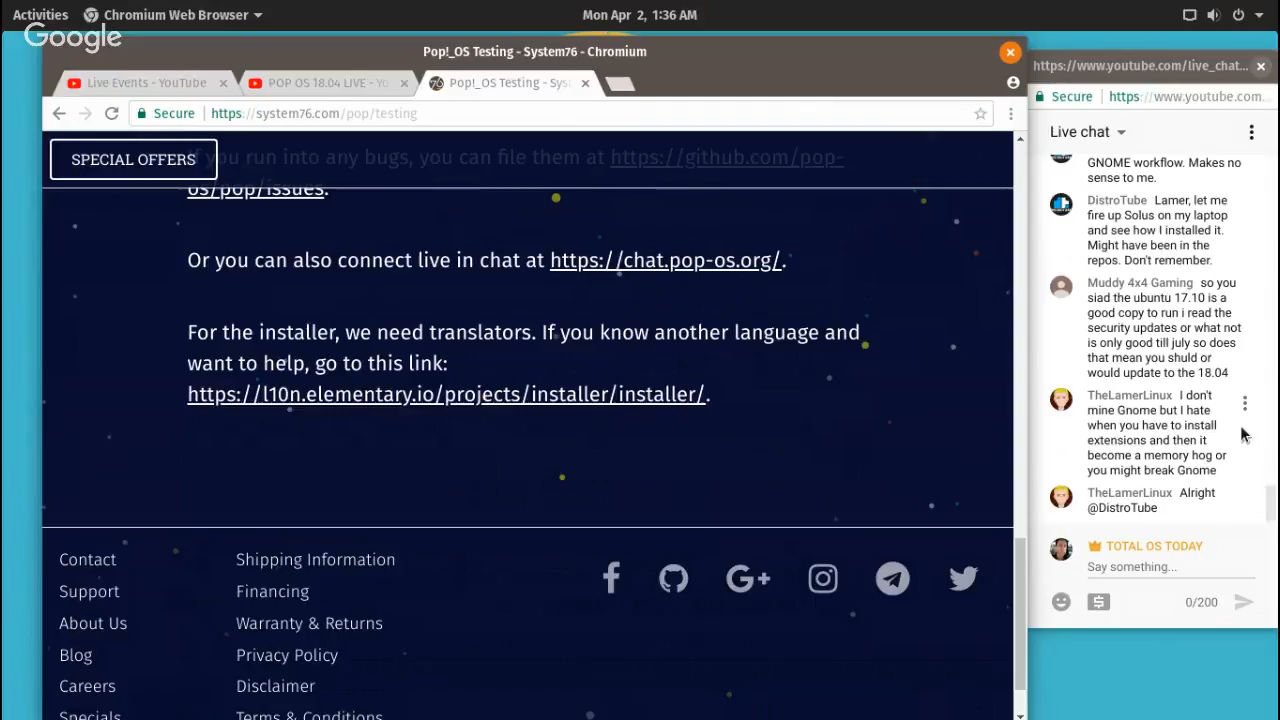 Activities Chromium Web Browser Mon Apr 2, 1:36 AM
Google
Pop!_OS Testing - System76 - Chromium
Live Events - YouTube POP OS 18.04 LIVE - Yo Pop!_OS Testing - Syst
Secure https://system76.com/pop/testing
SPECIAL OFFERS
If you run into any bugs, you can file them at https://github.com/pop-
os/pop/issues.
Or you can also connect live in chat at https://chat.pop-os.org/.
For the installer, we need translators. If you know another language and
want to help, go to this link:
https://l10n.elementary.io/projects/installer/installer/.
Contact
Support
About Us
Blog
Careers
Specials
Shipping Information
Financing
Warranty & Returns
Privacy Policy
Disclaimer
Terms & Conditions
https://www.youtube.com/live_chat...
Secure https://www.youtube.com...
Live chat
GNOME workflow. Makes no
sense to me.
DistroTube Lamer, let me
fire up Solus on my laptop
and see how I installed it.
Might have been in the
repos. Don't remember.
Muddy 4x4 Gaming so you
siad the ubuntu 17.10 is a
good copy to run i read the
security updates or what not
is only good till july so does
that mean you shuld or
would update to the 18.04
TheLamerLinux I don't
mine Gnome but I hate
when you have to install
extensions and then it
become a memory hog or
you might break Gnome
TheLamerLinux Alright
@DistroTube
TOTAL OS TODAY
Say something...
0/200